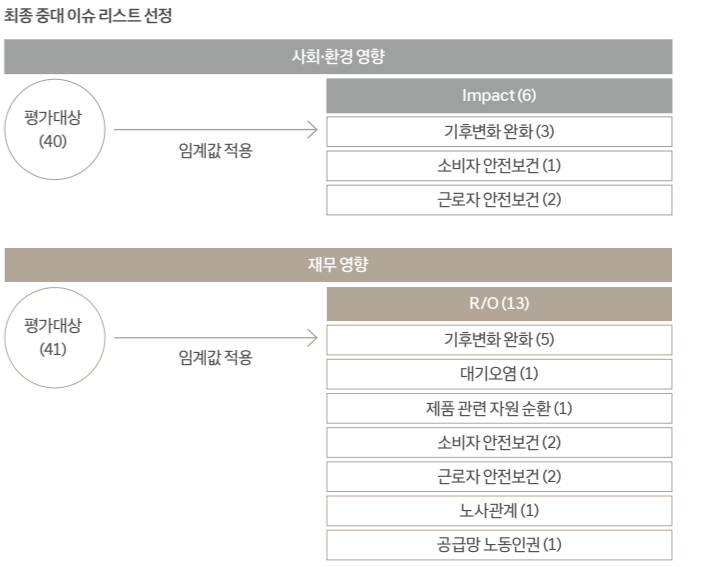 최종 중대 이슈 리스트 선정
사회·환경 영향
평가대상
(40)
임계값 적용
Impact (6)
기후변화 완화 (3)
소비자 안전보건 (1)
근로자 안전보건 (2)
재무 영향
평가대상
(41)
임계값 적용
R/O (13)
기후변화 완화 (5)
대기오염 (1)
제품 관련 자원 순환 (1)
소비자 안전보건 (2)
근로자 안전보건 (2)
노사관계 (1)
공급망 노동인권 (1)